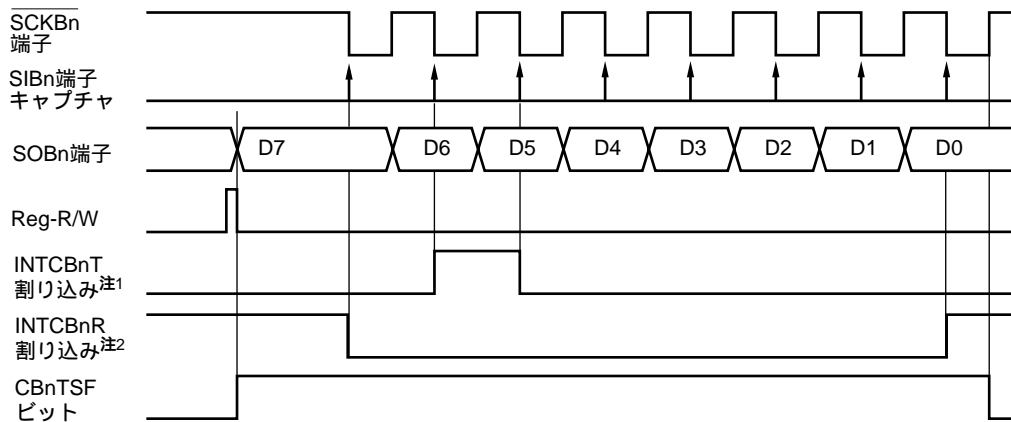 SCKBn
端子
SIBn端子
キャプチャ
SOBn端子
D7
D6
D5
D4
D3
D2
D1
D0
Reg-R/W
INTCBnT
割り込み注1
INTCBnR
割り込み注2
CBnTSF
ビット